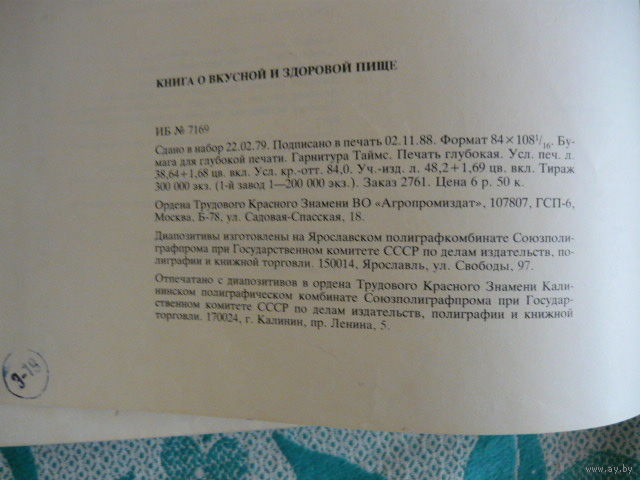 КНИГА О ВКУСНОЙ И ЗДОРОВОЙ ПИЩЕ
ИБ № 7169
Сдано в набор 22.02.79. Подписано в печать 02.11.88. Формат 84×108¹/₁₆. Бу-
мага для глубокой печати. Гарнитура Таймс. Печать глубокая. Усл. печ. л.
38,64+1,68 цв. вкл. Усл. кр.-отт. 84,0. Уч.-изд. л. 48,2+1,69 цв. вкл. Тираж
300 000 экз. (1-й завод 1—200 000 экз.). Заказ 2761. Цена 6 р. 50 к.
Ордена Трудового Красного Знамени ВО «Агропромиздат», 107807, ГСП-6,
Москва, Б-78, ул. Садовая-Спасская, 18.
Диапозитивы изготовлены на Ярославском полиграфкомбинате Союзполи-
графпрома при Государственном комитете СССР по делам издательств, по-
лиграфии и книжной торговли. 150014, Ярославль, ул. Свободы, 97.
Отпечатано с диапозитивов в ордена Трудового Красного Знамени Кали-
нинском полиграфическом комбинате Союзполиграфпрома при Государ-
ственном комитете СССР по делам издательств, полиграфии и книжной
торговли. 170024, г. Калинин, пр. Ленина, 5.
www.ay.by